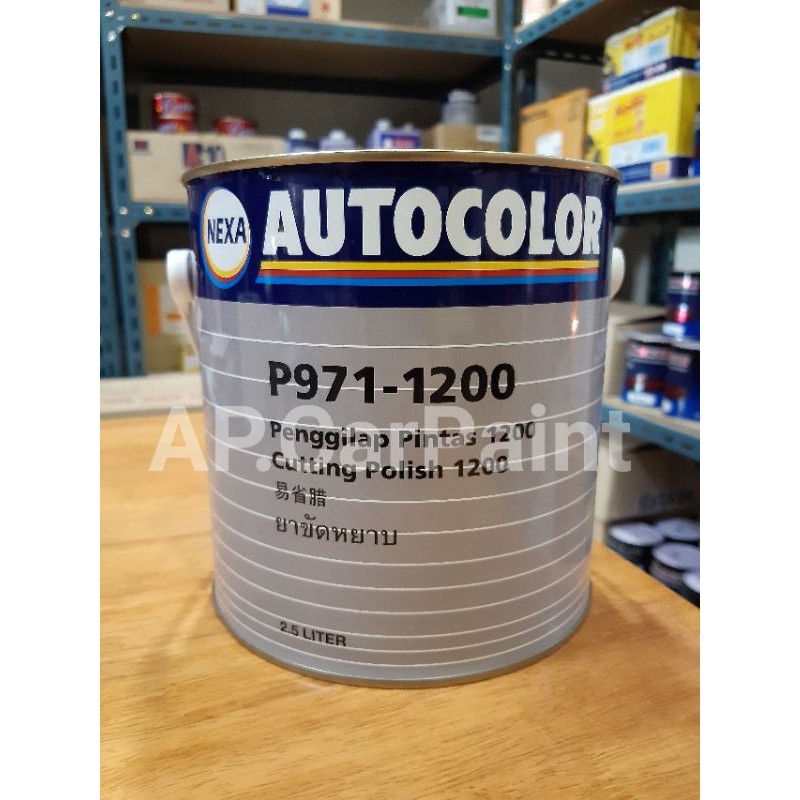 NEXA AUTOCOLOR
P971-1200
Penggilap Pintas 1200
AP.CarPaint
Cutting Polish 1200
易省腊
ยาขัดหยาบ
2.5 LITER